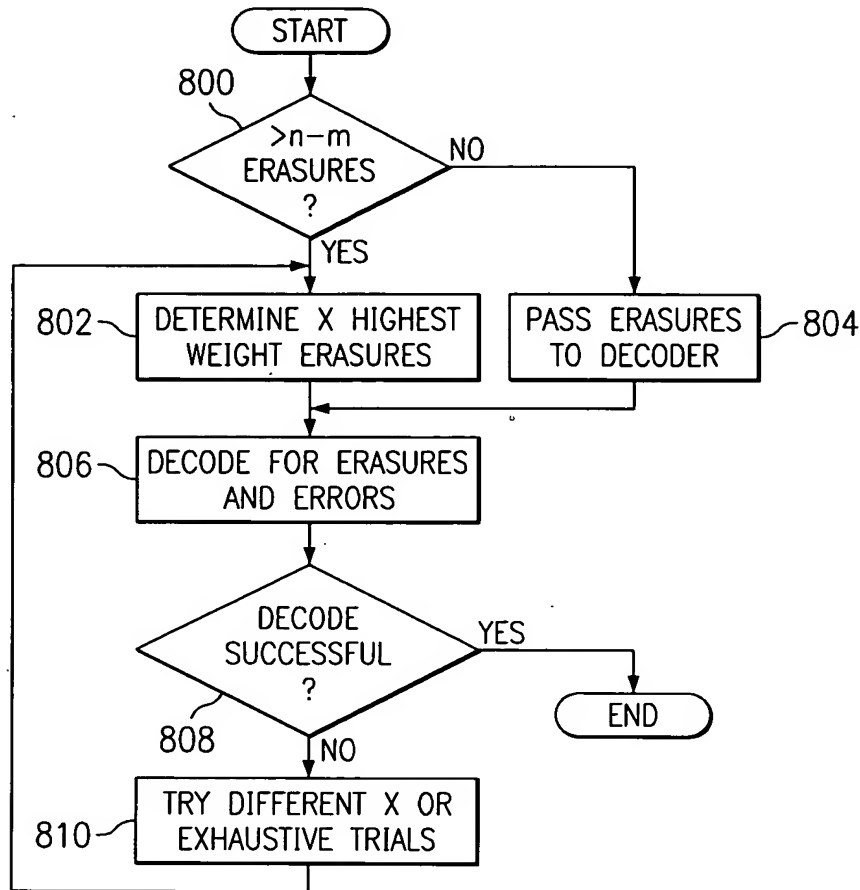 START
800
>n-m
ERASURES
?
NO
YES
802
DETERMINE X HIGHEST
WEIGHT ERASURES
PASS ERASURES
TO DECODER
804
806
DECODE FOR ERASURES
AND ERRORS
DECODE
SUCCESSFUL
?
YES
808
END
NO
810
TRY DIFFERENT X OR
EXHAUSTIVE TRIALS